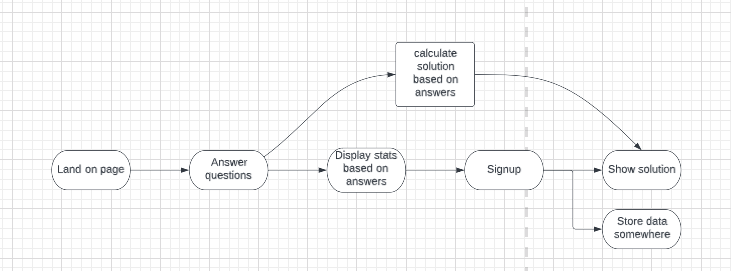 calculate
solution
based on
answers
Land on page
Answer
questions
Display stats
based on
answers
Signup
Show solution
Store data
somewhere